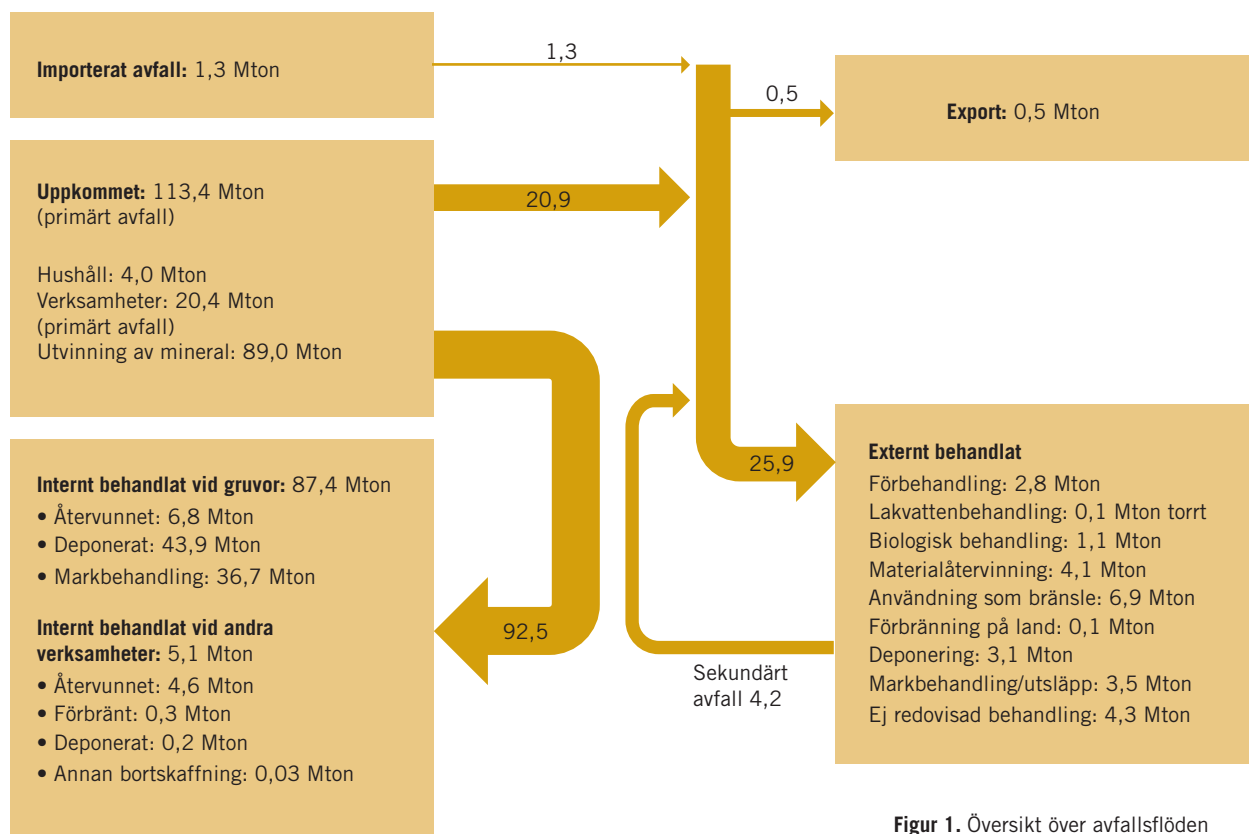 Importerat avfall: 1,3 Mton
1,3
0,5
Export: 0,5 Mton
Uppkommet: 113,4 Mton
(primärt avfall)
Hushåll: 4,0 Mton
Verksamheter: 20,4 Mton
(primärt avfall)
Utvinning av mineral: 89,0 Mton
20,9
Internt behandlat vid gruvor: 87,4 Mton
• Återvunnet: 6,8 Mton
• Deponerat: 43,9 Mton
• Markbehandling: 36,7 Mton
Internt behandlat vid andra
verksamheter: 5,1 Mton
• Återvunnet: 4,6 Mton
• Förbränt: 0,3 Mton
• Deponerat: 0,2 Mton
• Annan bortskaffning: 0,03 Mton
92,5
Sekundärt
avfall 4,2
25,9
Externt behandlat
Förbehandling: 2,8 Mton
Lakvattenbehandling: 0,1 Mton torrt
Biologisk behandling: 1,1 Mton
Materialåtervinning: 4,1 Mton
Användning som bränsle: 6,9 Mton
Förbränning på land: 0,1 Mton
Deponering: 3,1 Mton
Markbehandling/utsläpp: 3,5 Mton
Ej redovisad behandling: 4,3 Mton
Figur 1. Översikt över avfallsflöden